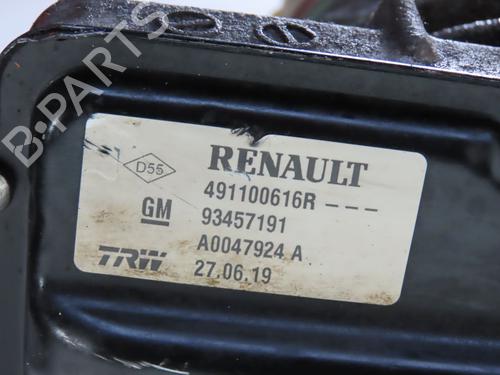 B-PARTS
D55
RENAULT
491100616R ---
GM
93457191
A0047924 A
TRW
27.06.19